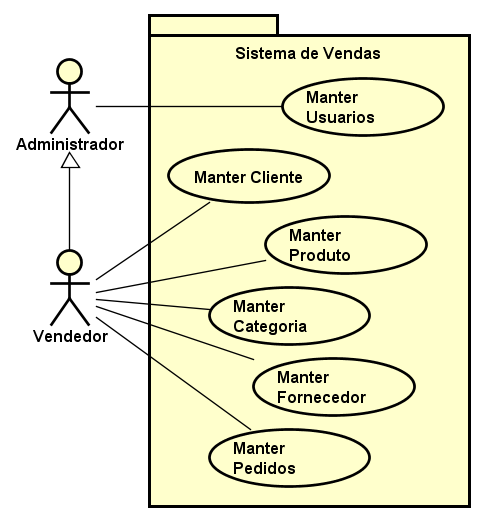 Sistema de Vendas
Manter
Usuarios
Administrador
Manter Cliente
Manter
Produto
Manter
Categoria
Vendedor
Manter
Fornecedor
Manter
Pedidos